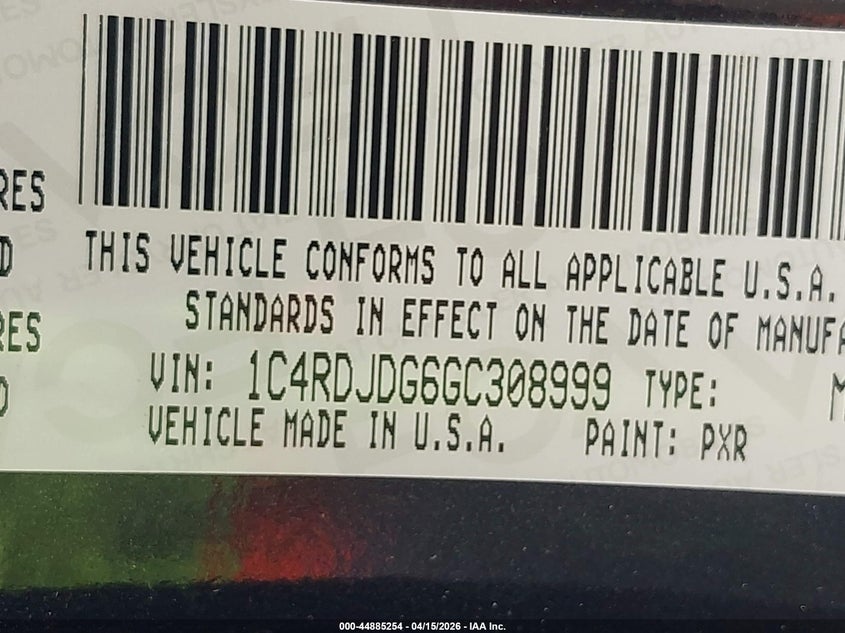 RES
D
RES
D
THIS VEHICLE CONFORMS TO ALL APPLICABLE U.S.A.
STANDARDS IN EFFECT ON THE DATE OF MANUFA
VIN: 1C4RDJDG6GC308999 TYPE: M
VEHICLE MADE IN U.S.A. PAINT: PXR
000-44885254 - 04/15/2026 - IAA Inc.